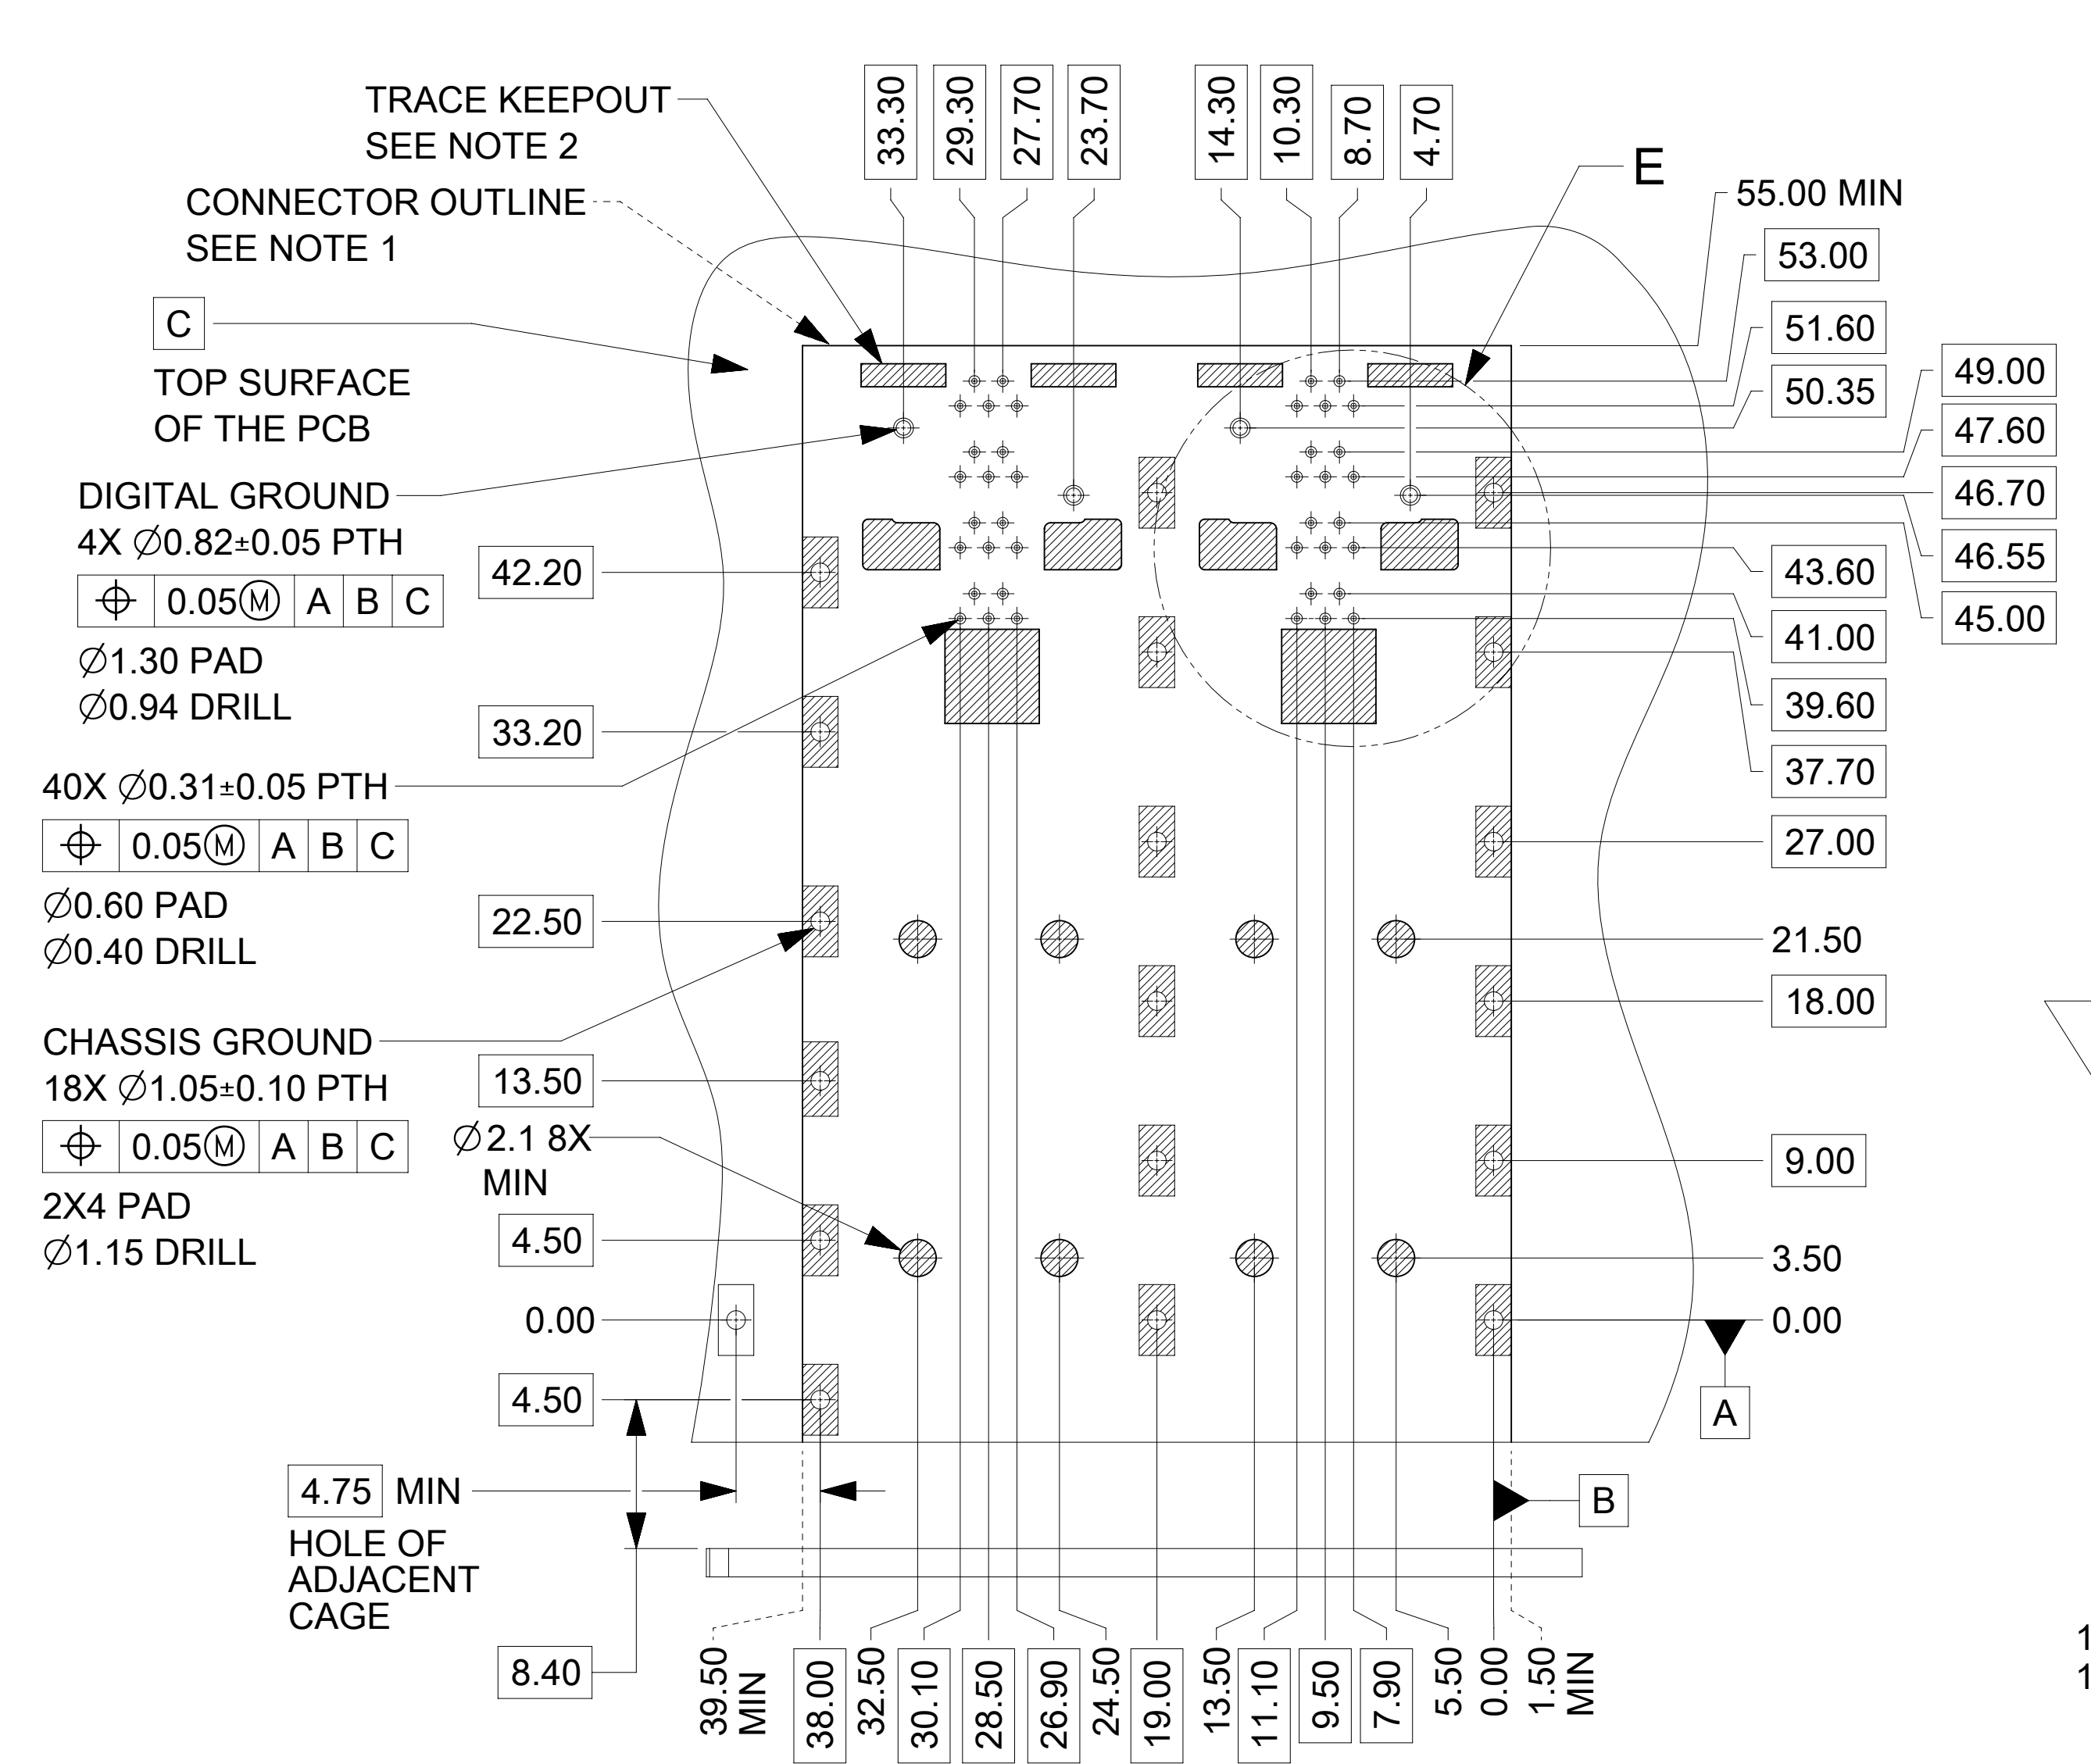 33.30
29.30
27.70
23.70
14.30
10.30
8.70
4.70
TRACE KEEPOUT
SEE NOTE 2
CONNECTOR OUTLINE
SEE NOTE 1
C
TOP SURFACE
OF THE PCB
DIGITAL GROUND
4X ∅0.82±0.05 PTH
⌖ 0.05Ⓜ A B C
∅1.30 PAD
∅0.94 DRILL
40X ∅0.31±0.05 PTH
⌖ 0.05Ⓜ A B C
∅0.60 PAD
∅0.40 DRILL
CHASSIS GROUND
18X ∅1.05±0.10 PTH
⌖ 0.05Ⓜ A B C
2X4 PAD
∅1.15 DRILL
42.20
33.20
22.50
13.50
∅2.1 8X
MIN
4.50
0.00
4.50
4.75 MIN
HOLE OF
ADJACENT
CAGE
8.40
E
55.00 MIN
53.00
51.60
50.35
49.00
47.60
46.70
46.55
45.00
43.60
41.00
39.60
37.70
27.00
21.50
18.00
9.00
3.50
0.00
A
B
39.50
MIN
38.00
32.50
30.10
28.50
26.90
24.50
19.00
13.50
11.10
9.50
7.90
5.50
0.00
1.50
MIN
1
1